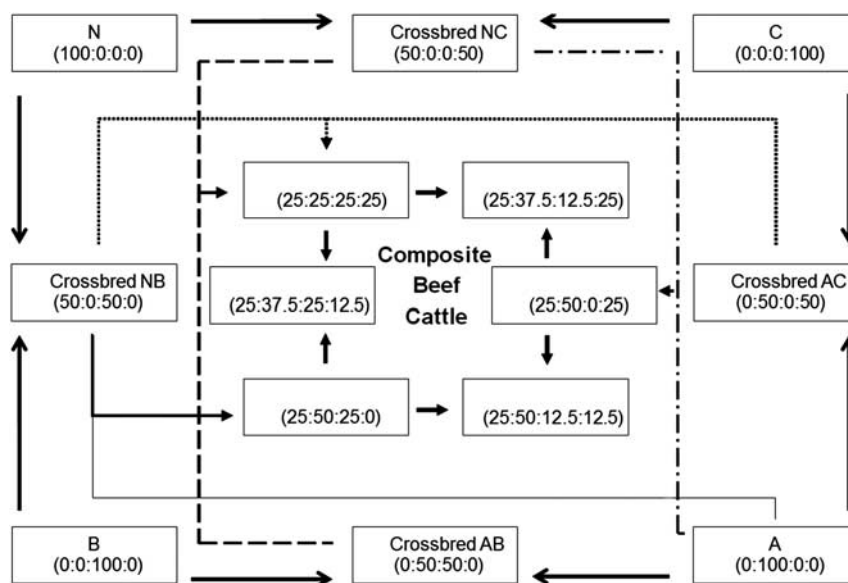 N
(100:0:0:0)
Crossbred NC
(50:0:0:50)
C
(0:0:0:100)
(25:25:25:25)
(25:37.5:12.5:25)
Crossbred NB
(50:0:50:0)
(25:37.5:25:12.5)
Composite
Beef
Cattle
(25:50:0:25)
Crossbred AC
(0:50:0:50)
(25:50:25:0)
(25:50:12.5:12.5)
B
(0:0:100:0)
Crossbred AB
(0:50:50:0)
A
(0:100:0:0)